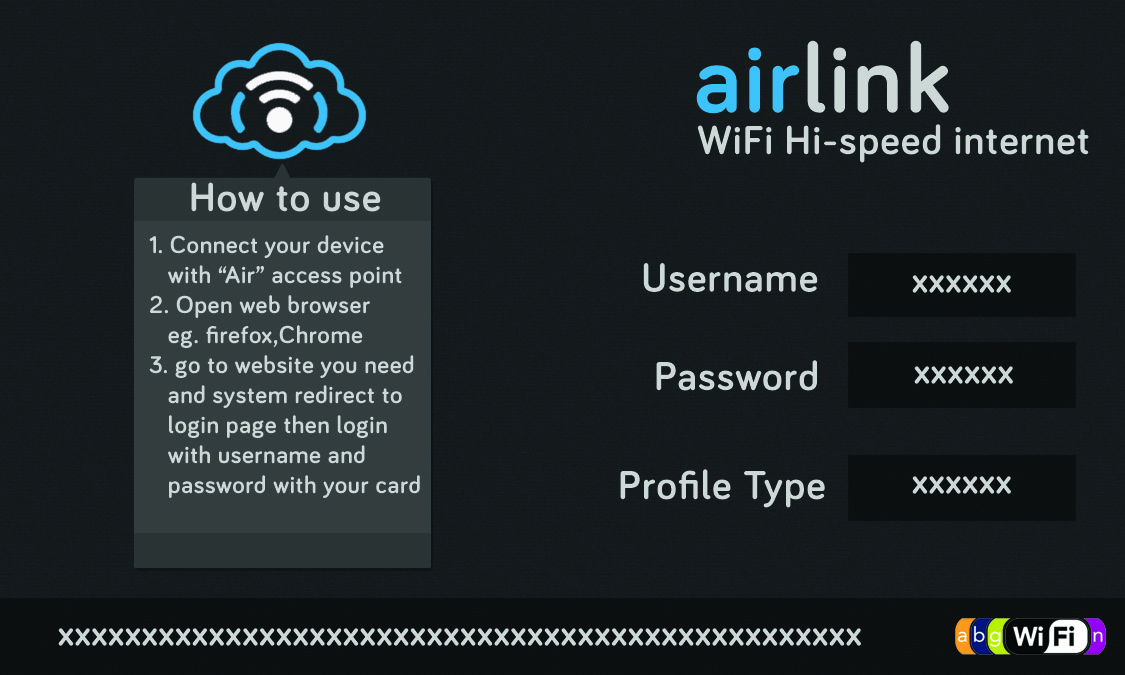 airlink
WiFi Hi-speed internet
How to use
1. Connect your device
with “Air” access point
2. Open web browser
eg. firefox,Chrome
3. go to website you need
and system redirect to
login page then login
with username and
password with your card
Username xxxxxx
Password xxxxxx
Profile Type xxxxxx
xxxxxxxxxxxxxxxxxxxxxxxxxxxxxxxxxxxxxxxxxxxxxxxx
a b g WiFi n